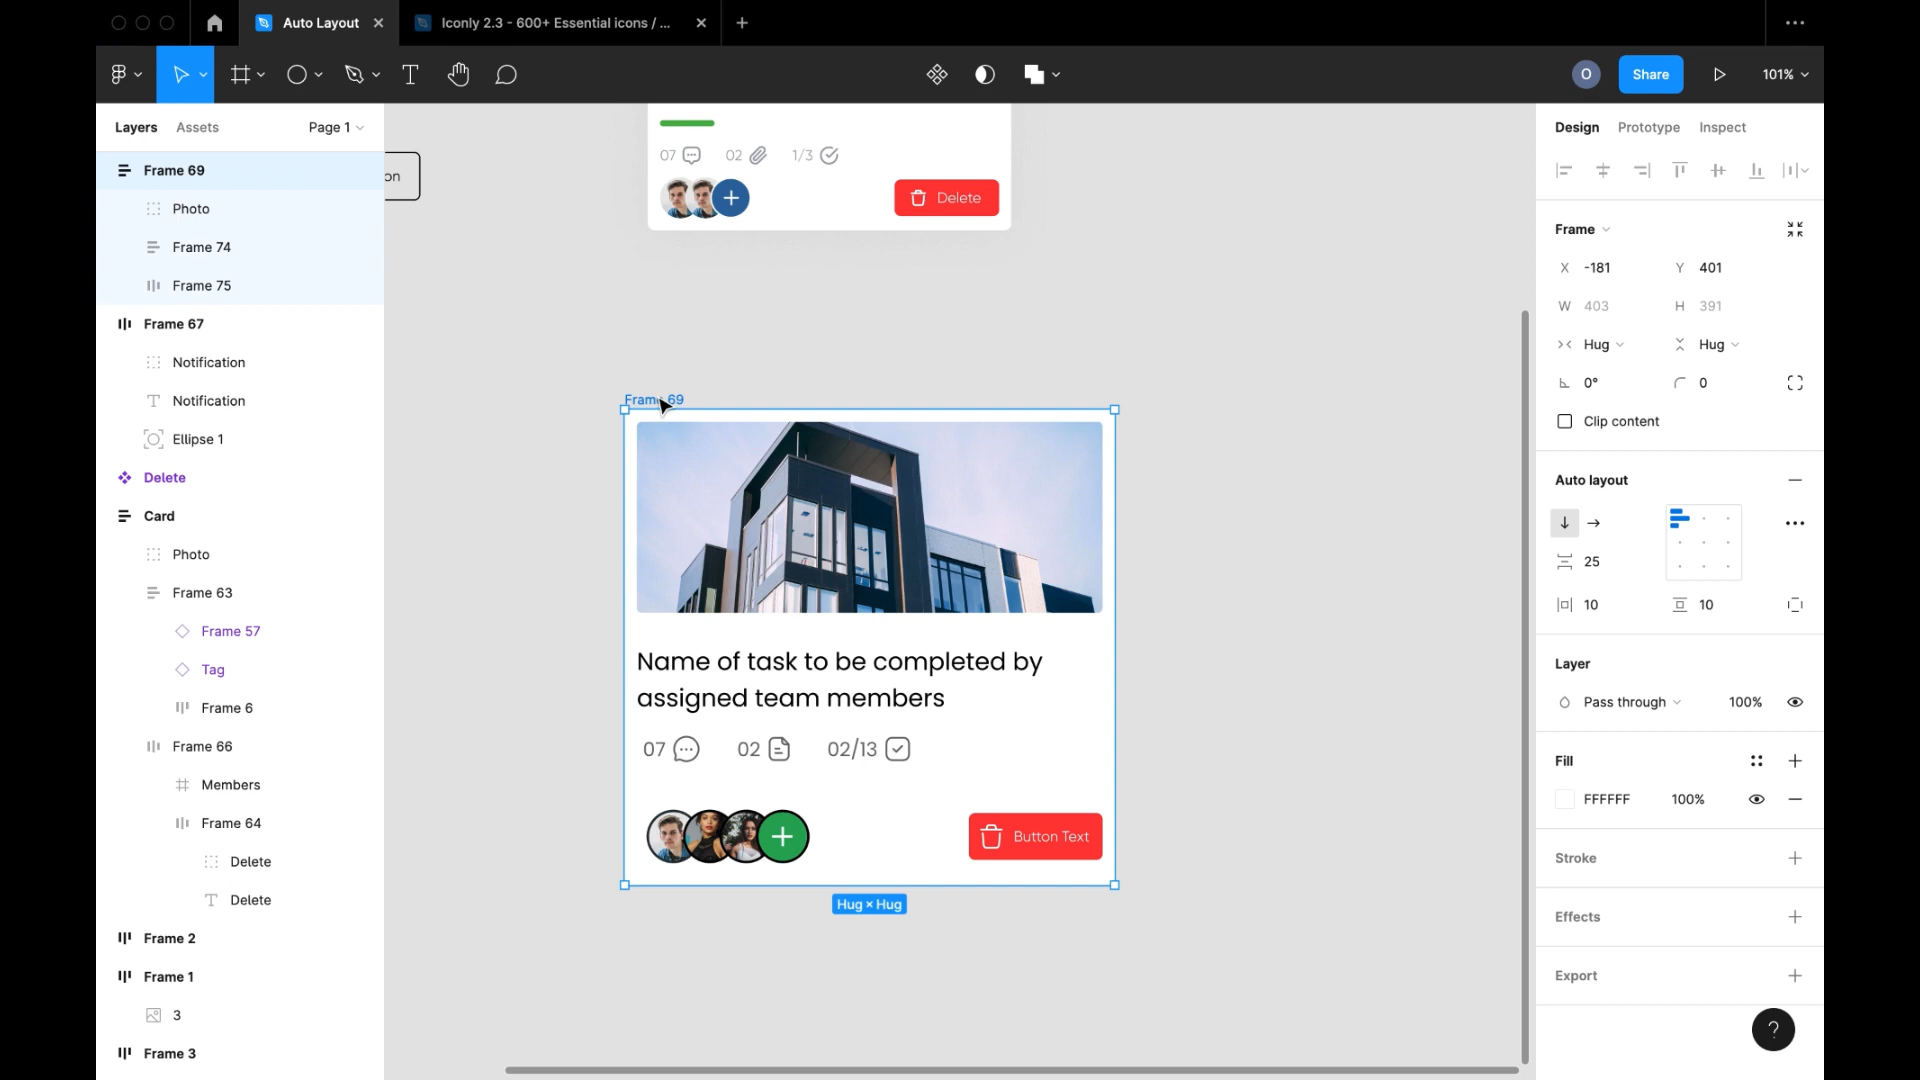 Auto Layout
Iconly 2.3 - 600+ Essential icons / ...
Share
O
101%
Layers
Assets
Page 1
Frame 69
Photo
Frame 74
Frame 75
Frame 67
Notification
Notification
Ellipse 1
Delete
Card
Photo
Frame 63
Frame 57
Tag
Frame 6
Frame 66
Members
Frame 64
Delete
Delete
Frame 2
Frame 1
3
Frame 3
on
07
02
1/3
Delete
Frame 69
Name of task to be completed by
assigned team members
07
02
02/13
Button Text
Hug × Hug
Design
Prototype
Inspect
Frame
X -181
Y 401
W 403
H 391
Hug
Hug
0°
0
Clip content
Auto layout
25
10
10
Layer
Pass through
100%
Fill
FFFFFF
100%
Stroke
Effects
Export
?